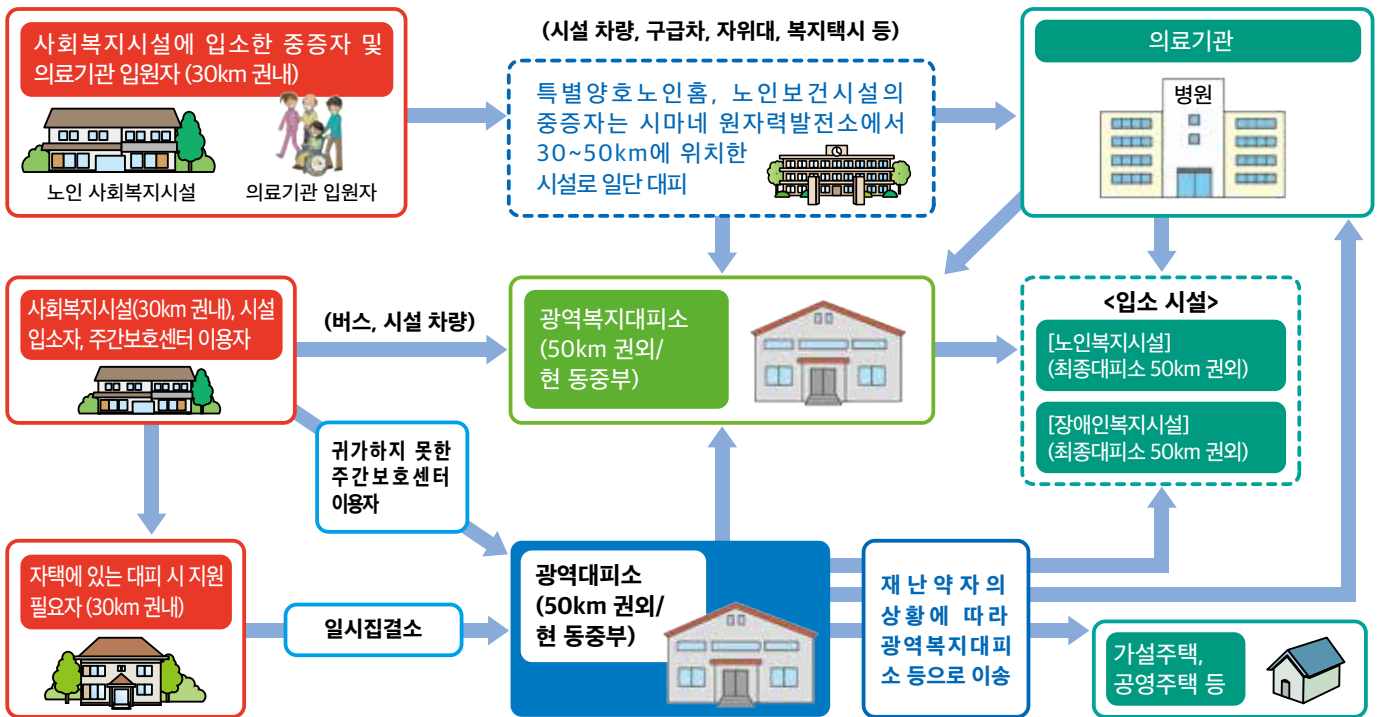 사회복지시설에 입소한 중증자 및
의료기관 입원자 (30km 권내)
노인 사회복지시설
의료기관 입원자
(시설 차량, 구급차, 자위대, 복지택시 등)
특별양호노인홈, 노인보건시설의
중증자는 시마네 원자력발전소에서
30~50km에 위치한
시설로 일단 대피
의료기관
병원
사회복지시설(30km 권내), 시설
입소자, 주간보호센터 이용자
(버스, 시설 차량)
광역복지대피소
(50km 권외/
현 동중부)
<입소 시설>
[노인복지시설]
(최종대피소 50km 권외)
[장애인복지시설]
(최종대피소 50km 권외)
귀가하지 못한
주간보호센터
이용자
자택에 있는 대피 시 지원
필요자 (30km 권내)
일시집결소
광역대피소
(50km 권외/
현 동중부)
재난약자의
상황에 따라
광역복지대피
소 등으로 이송
가설주택,
공영주택 등